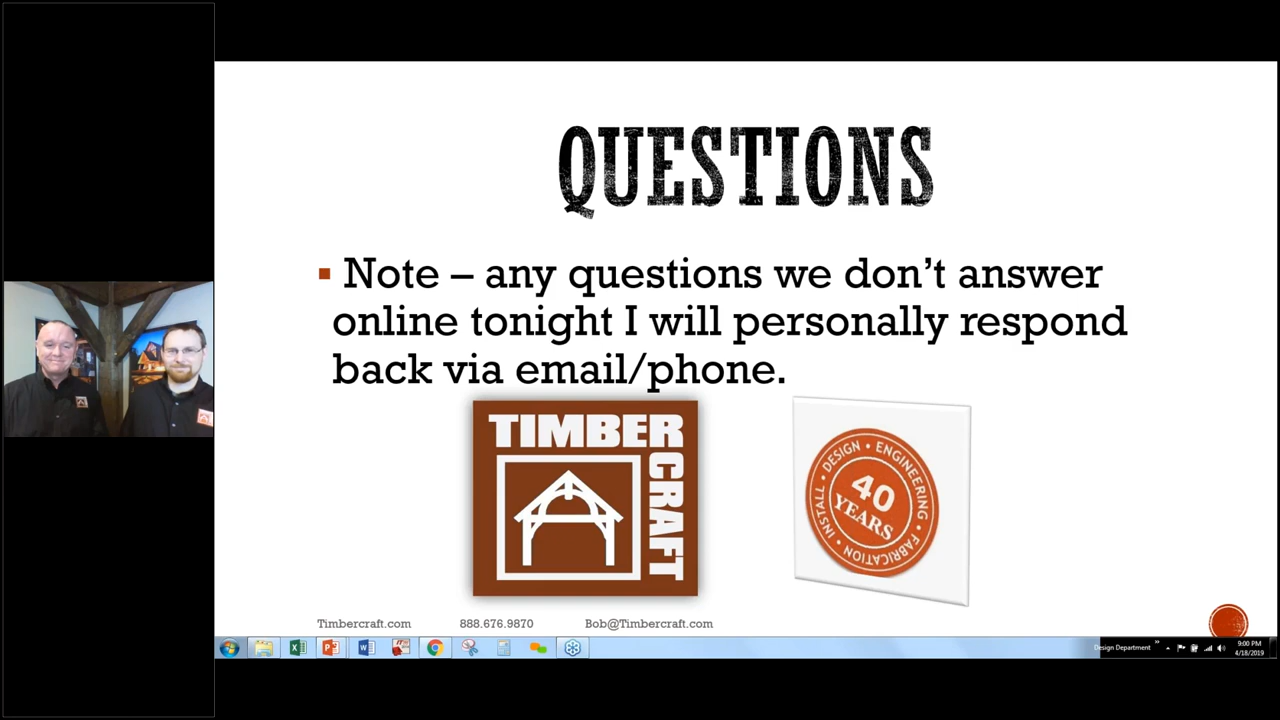 QUESTIONS
▪ Note – any questions we don’t answer
online tonight I will personally respond
back via email/phone.
TIMBER
CRAFT
DESIGN • ENGINEERING • FABRICATION • INSTALL •
40
YEARS
Timbercraft.com 888.676.9870 Bob@Timbercraft.com
Design Department
9:00 PM
4/18/2019